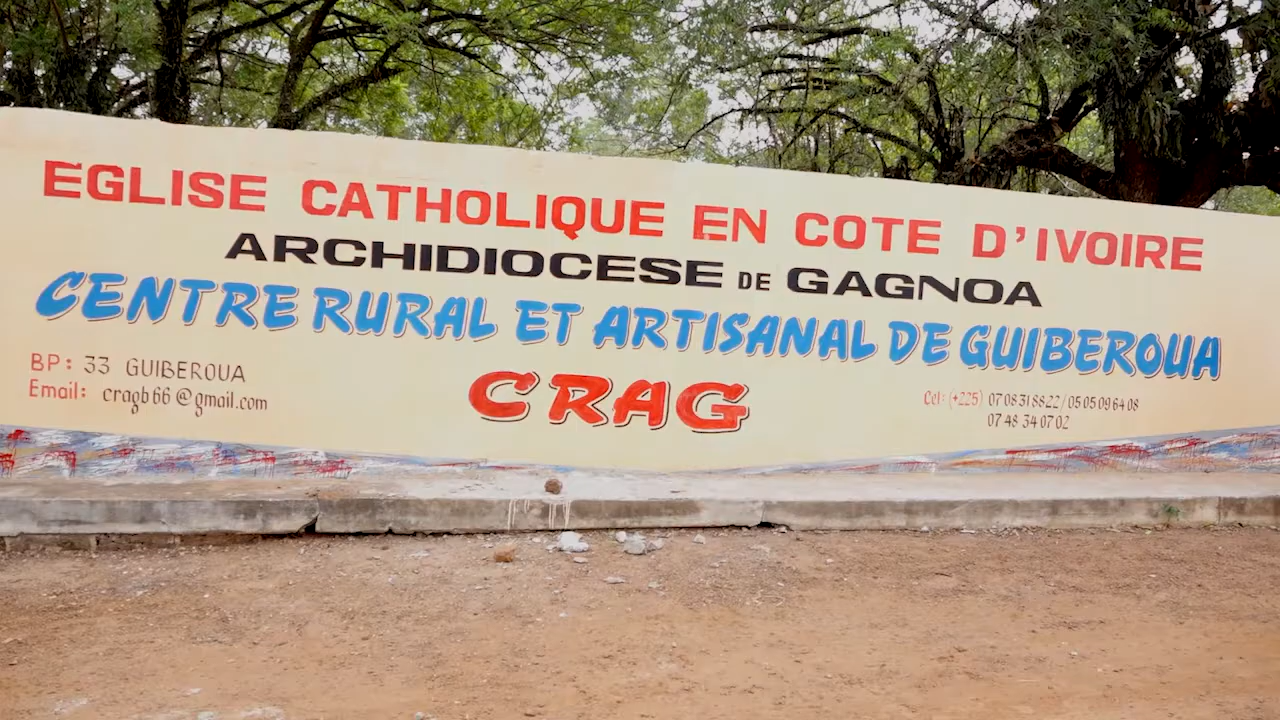 EGLISE CATHOLIQUE EN COTE D'IVOIRE
ARCHIDIOCESE DE GAGNOA
CENTRE RURAL ET ARTISANAL DE GUIBEROUA
CRAG
BP: 33 GUIBEROUA
Email: cragb66@gmail.com
Cel: (+225) 07 08 31 88 22 / 05 05 09 64 08
07 48 34 07 02